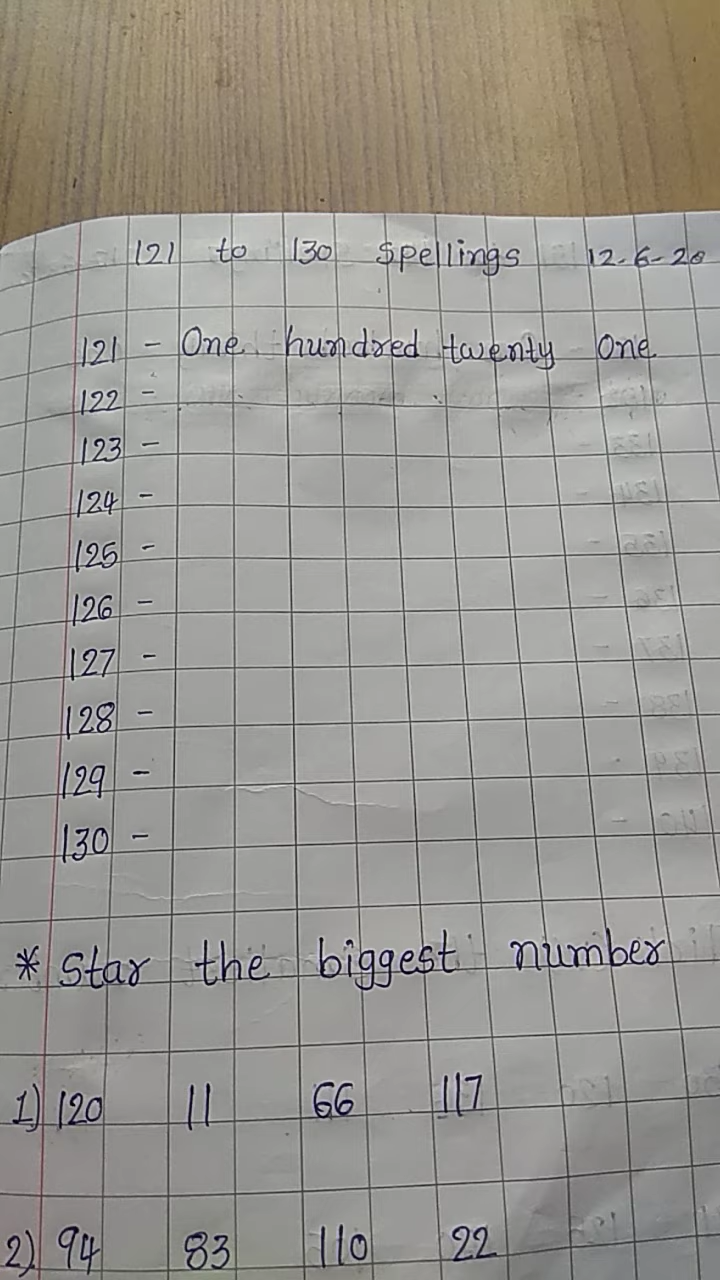 121 to 130 Spellings 12-6-20
121 - One hundred twenty One
122 -
123 -
124 -
125 -
126 -
127 -
128 -
129 -
130 -
* Star the biggest number
1) 120 11 66 117
2) 94 83 110 22